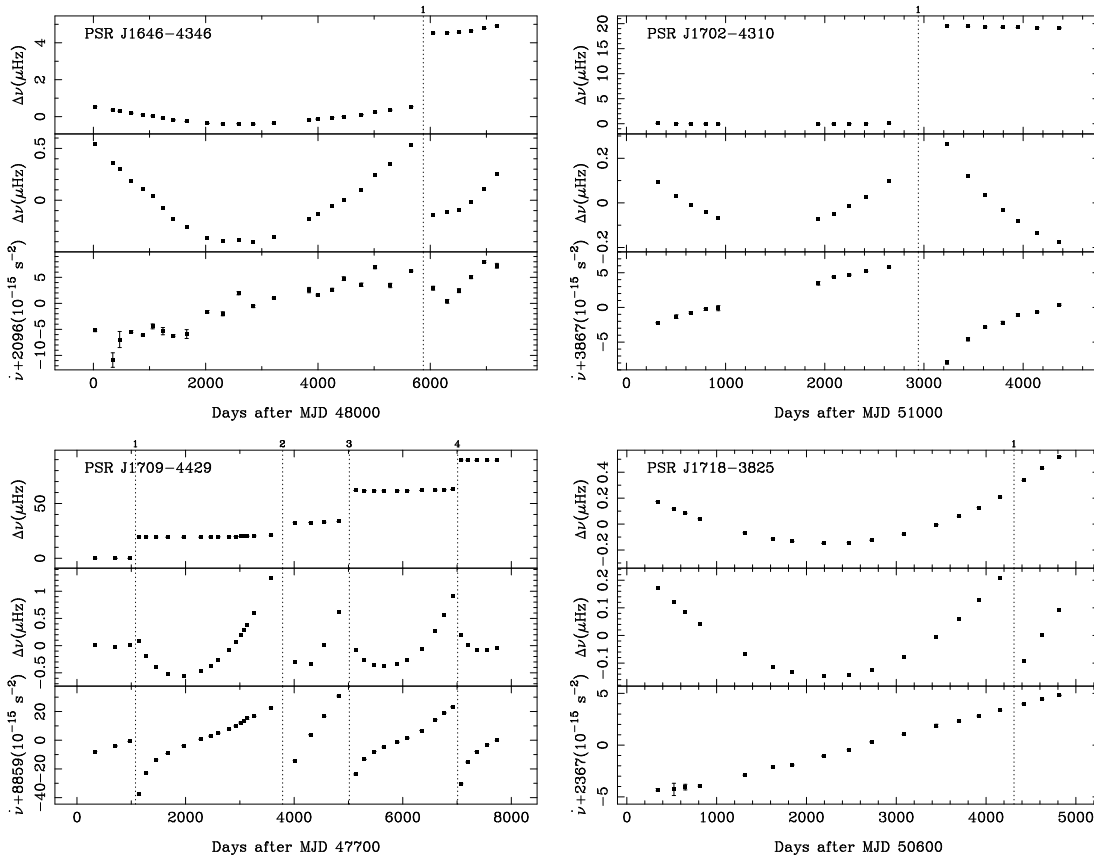 1
PSR J1646−4346
Δν(μHz)
0 2 4
Δν(μHz)
0 0.5
ν̇+2096(10⁻¹⁵ s⁻²)
−10 −5 0 5
0 2000 4000 6000
Days after MJD 48000
1
PSR J1702−4310
Δν(μHz)
0 5 10 15 20
Δν(μHz)
0.2 0 0.2
ν̇+3867(10⁻¹⁵ s⁻²)
−5 0 5
0 1000 2000 3000 4000
Days after MJD 51000
1 2 3 4
PSR J1709−4429
Δν(μHz)
0 50
Δν(μHz)
0.5 0 0.5 1
ν̇+8859(10⁻¹⁵ s⁻²)
−40 −20 0 20
0 2000 4000 6000 8000
Days after MJD 47700
1
PSR J1718−3825
Δν(μHz)
−0.2 0 0.2 0.4
Δν(μHz)
−0.1 0 0.1 0.2
ν̇+2367(10⁻¹⁵ s⁻²)
−5 0 5
0 1000 2000 3000 4000 5000
Days after MJD 50600